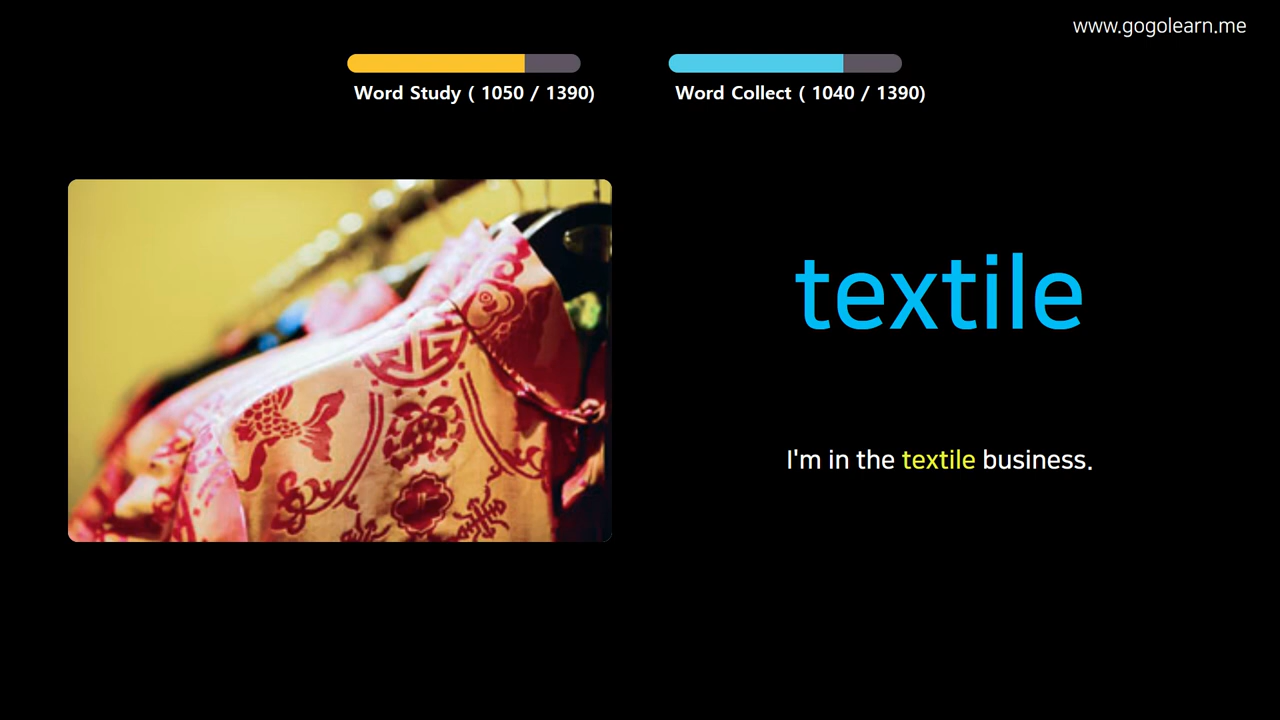 www.gogolearn.me
Word Study ( 1050 / 1390)
Word Collect ( 1040 / 1390)
textile
I'm in the textile business.